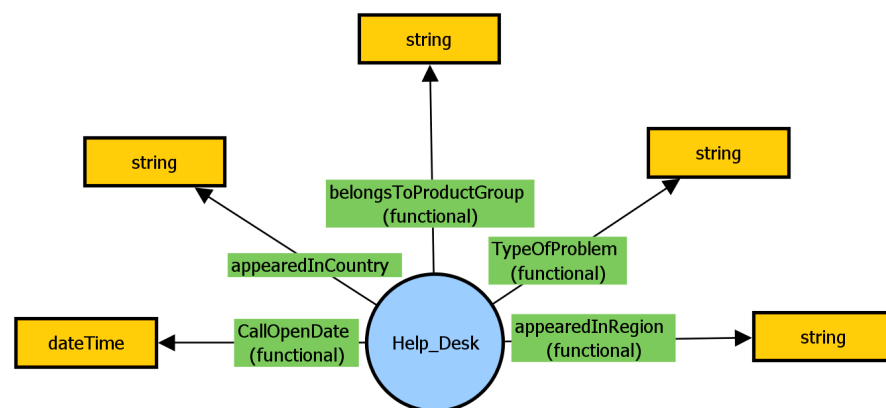 string
string
string
belongsToProductGroup
(functional)
TypeOfProblem
(functional)
appearedInCountry
CallOpenDate
(functional)
appearedInRegion
(functional)
dateTime
Help_Desk
string